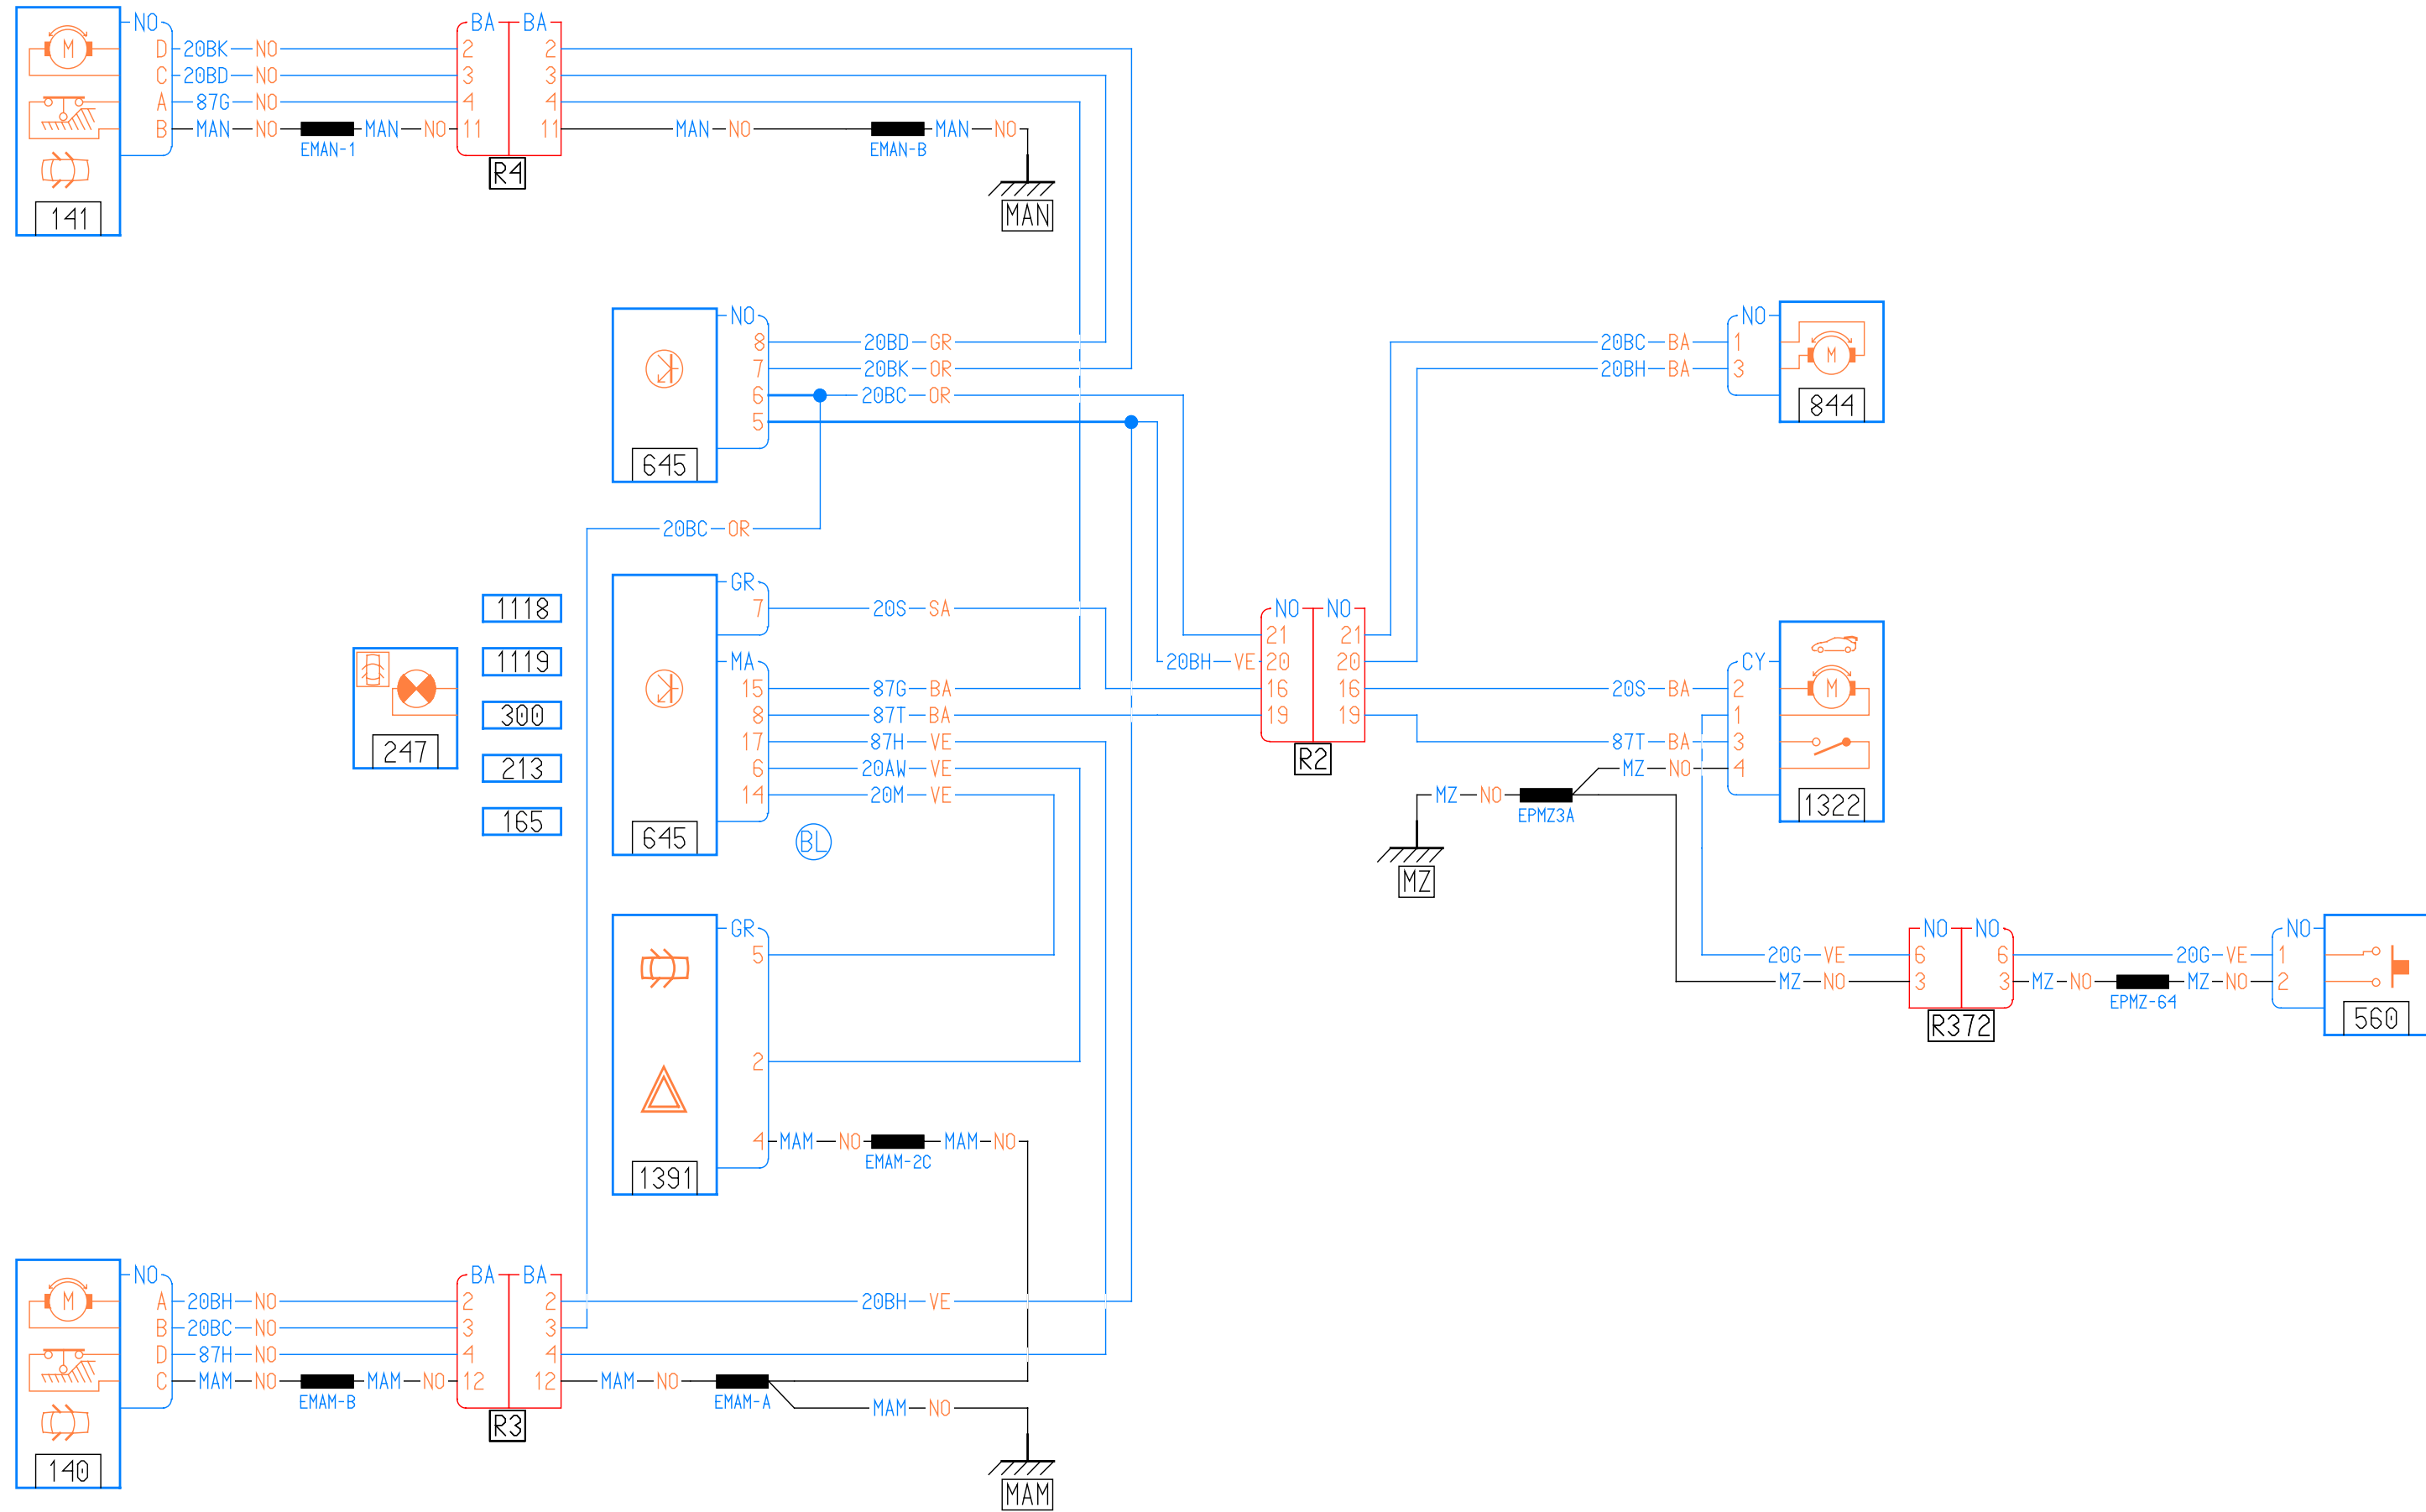 NO BA BA
D 20BK NO 2 2
M
C 20BD NO 3 3
A 87G NO 4 4
B MAN NO MAN NO 11 11 MAN NO MAN NO
EMAN-1 EMAN-B
R4
141 MAN
NO NO
8 20BD GR 20BC BA 1
7 20BK OR 20BH BA 3 M
6 20BC OR
5 844
645
20BC OR
GR
1118 7 20S SA NO NO
21 21
1119 MA 20BH VE 20 20 CY
15 87G BA 16 16 20S BA 2 M
300 8 87T BA 19 19 1
247 17 87H VE R2 87T BA 3
213 6 20AW VE MZ NO 4
14 20M VE MZ NO
165 645 BL EPMZ3A 1322
MZ
GR NO NO NO
5 20G VE 6 6 20G VE 1
MZ NO 3 3 MZ NO MZ NO 2
EPMZ-64
R372 560
2
4 MAM NO MAM NO
EMAM-2C
1391
NO BA BA
A 20BH NO 2 2 20BH VE
M
B 20BC NO 3 3
D 87H NO 4 4
C MAM NO MAM NO 12 12 MAM NO
EMAM-B EMAM-A
MAM NO
R3
140 MAM